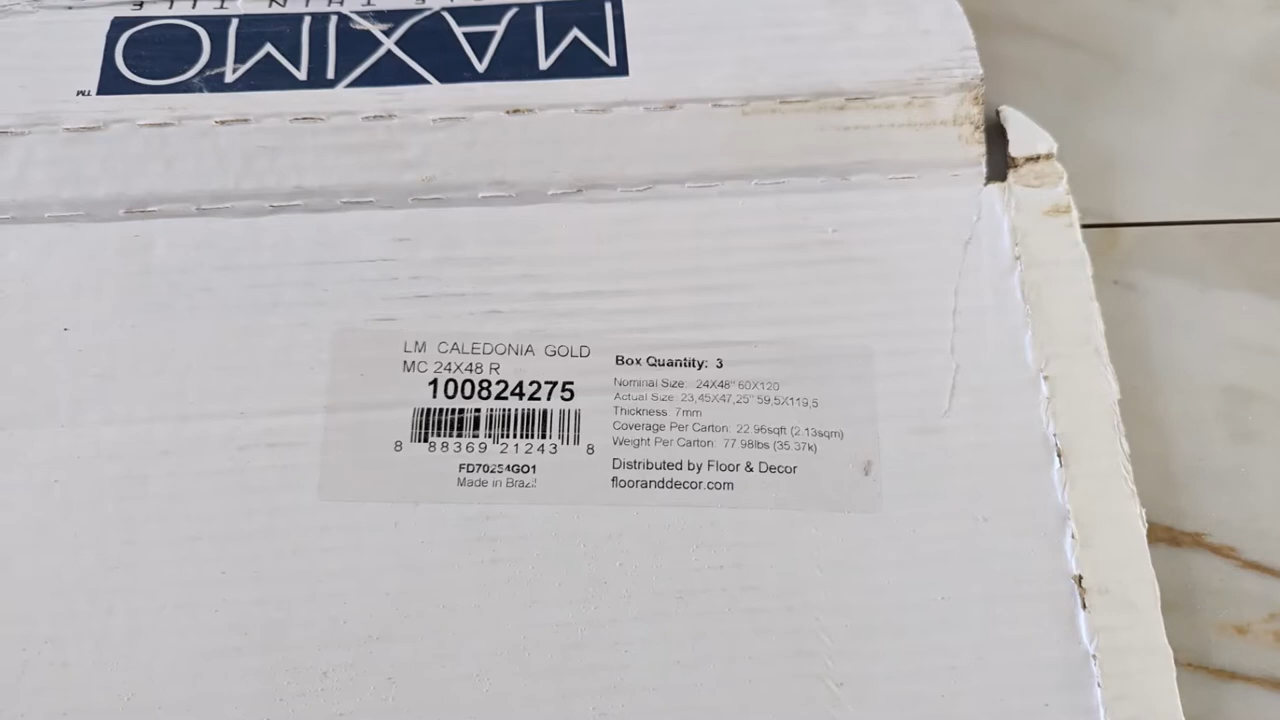 MAXIMO
TM
THIN TILE
LM CALEDONIA GOLD
MC 24X48 R
100824275
8 88369 21243 8
FD70254GO1
Made in Brazil
Box Quantity: 3
Nominal Size: 24X48" 60X120
Actual Size: 23,45X47,25" 59,5X119,5
Thickness: 7mm
Coverage Per Carton: 22.96sqft (2.13sqm)
Weight Per Carton: 77.98lbs (35.37k)
Distributed by Floor & Decor
flooranddecor.com